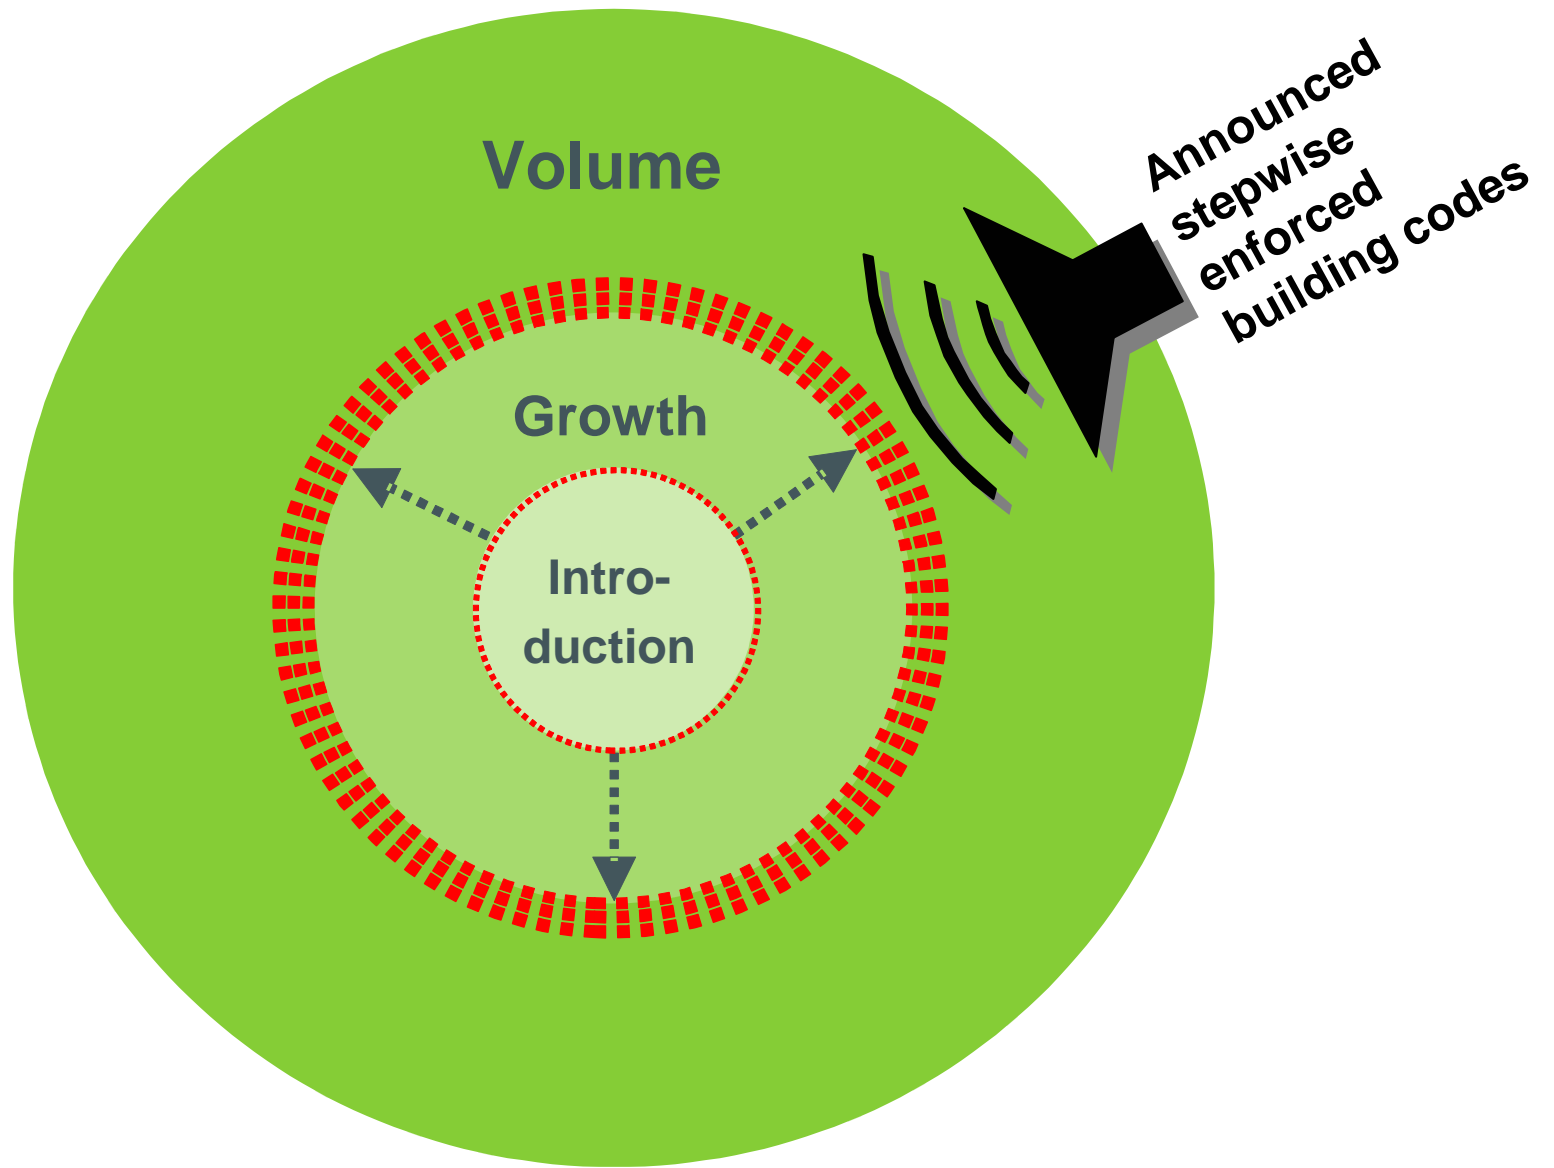 Volume
Growth
Intro-
duction
Announced
stepwise
enforced
building codes